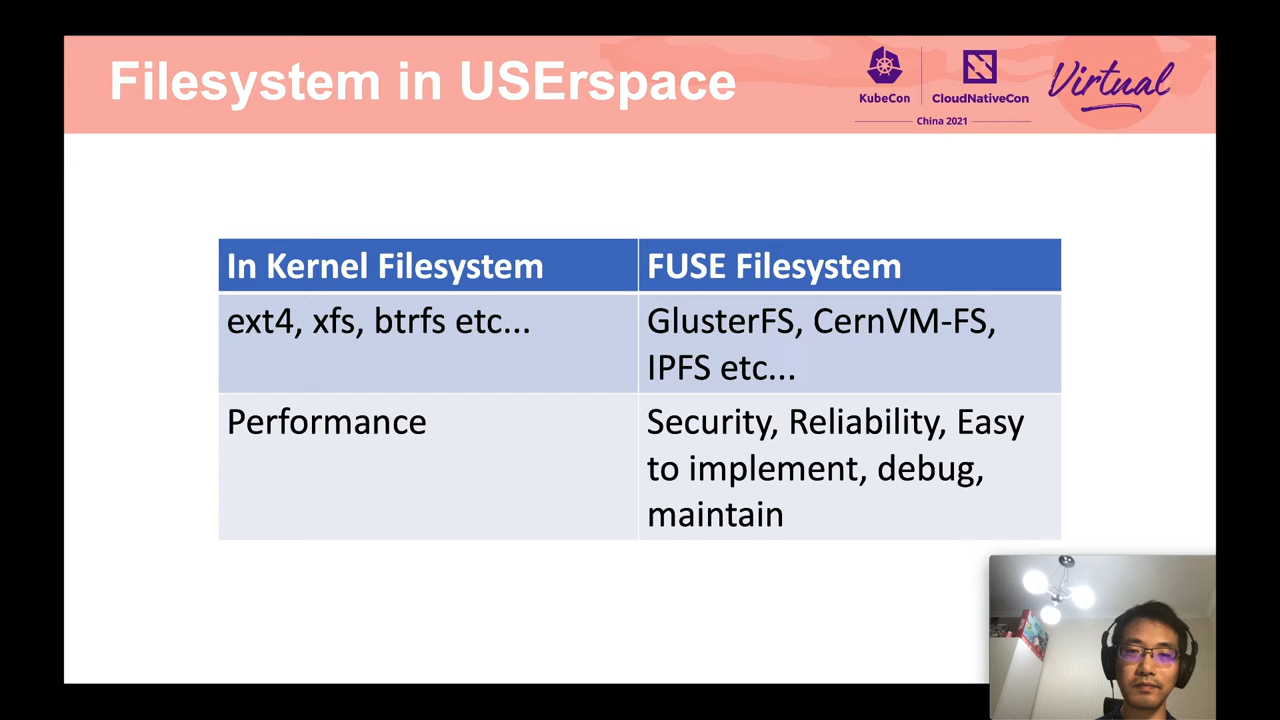 Filesystem in USErspace
KubeCon
CloudNativeCon
China 2021
Virtual
In Kernel Filesystem
FUSE Filesystem
ext4, xfs, btrfs etc...
GlusterFS, CernVM-FS,
IPFS etc...
Performance
Security, Reliability, Easy
to implement, debug,
maintain